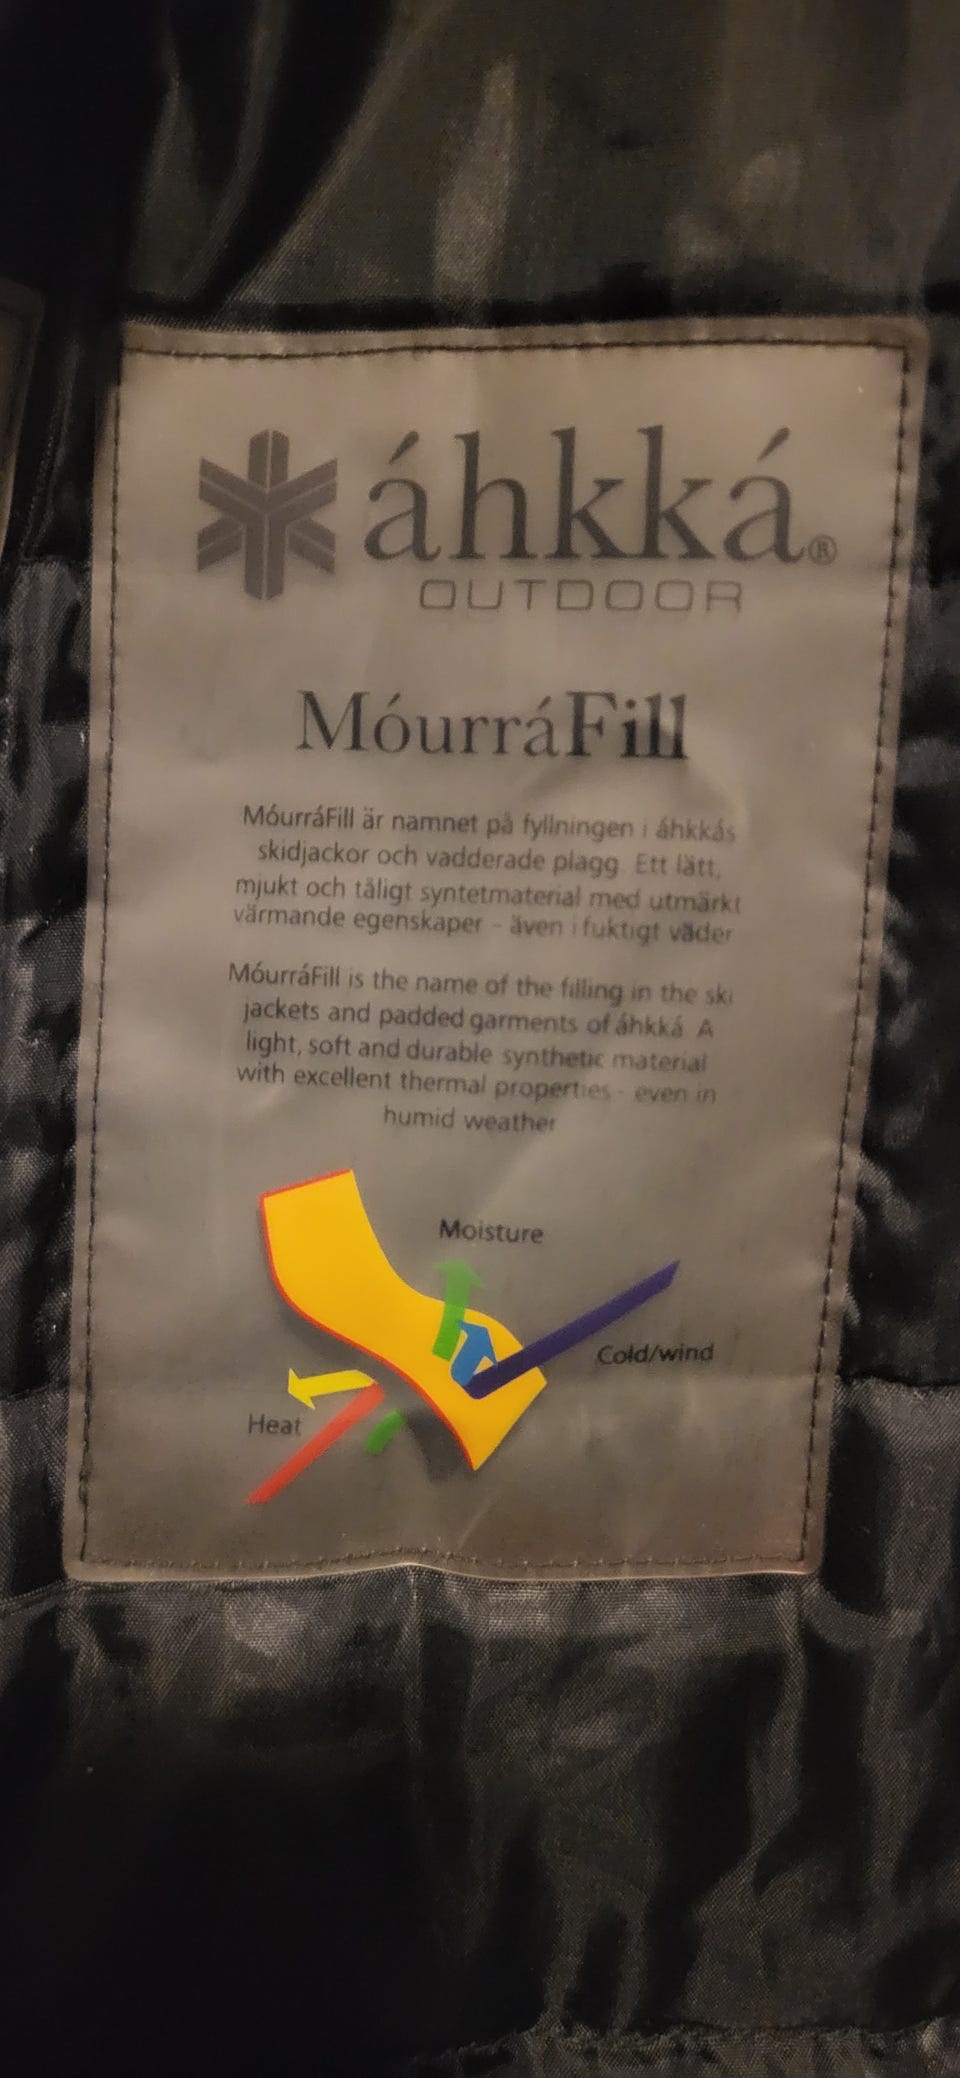 áhkká®
OUTDOOR
MóurráFill
MóurráFill är namnet på fyllningen i áhkkás
skidjackor och vadderade plagg Ett lätt,
mjukt och tåligt syntetmaterial med utmärkt
värmande egenskaper - även i fuktigt väder
MóurráFill is the name of the filling in the ski
jackets and padded garments of áhkká A
light, soft and durable synthetic material
with excellent thermal properties - even in
humid weather
Moisture
Cold/wind
Heat